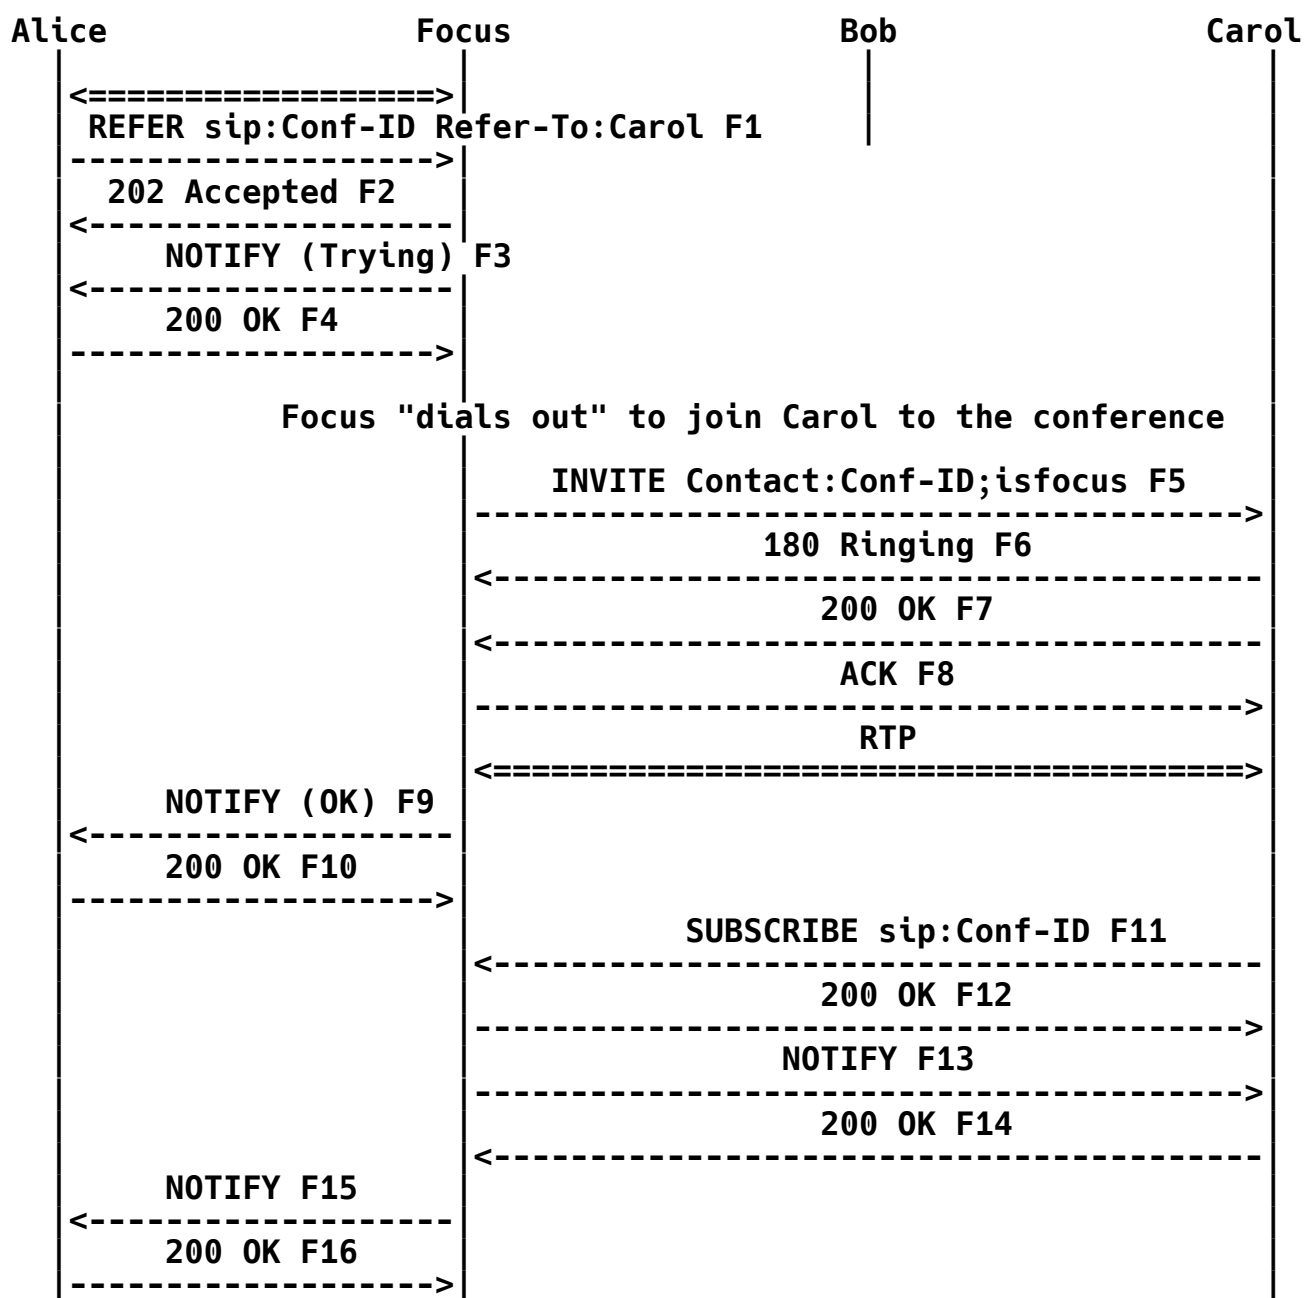 Alice Focus Bob Carol
<==================>
REFER sip:Conf-ID Refer-To:Carol F1
------------------->
202 Accepted F2
<-------------------
NOTIFY (Trying) F3
<-------------------
200 OK F4
------------------->
Focus "dials out" to join Carol to the conference
INVITE Contact:Conf-ID;isfocus F5
---------------------------------------->
180 Ringing F6
<----------------------------------------
200 OK F7
<----------------------------------------
ACK F8
---------------------------------------->
RTP
<=======================================>
NOTIFY (OK) F9
<-------------------
200 OK F10
------------------->
SUBSCRIBE sip:Conf-ID F11
<----------------------------------------
200 OK F12
---------------------------------------->
NOTIFY F13
---------------------------------------->
200 OK F14
<----------------------------------------
NOTIFY F15
<-------------------
200 OK F16
------------------->